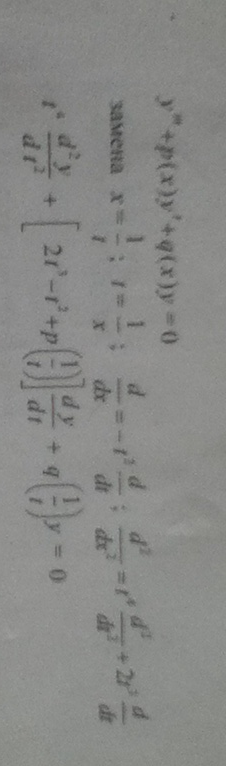 y''+p(x)y'+q(x)y=0
замена x=1/t; t=1/x; d/dx=-t² d/dt; d²/dx²=t⁴ d²/dt²+2t³ d/dt
t⁴ d²y/dt² + [2t³-t²+p(1/t)] dy/dt + q(1/t)y = 0